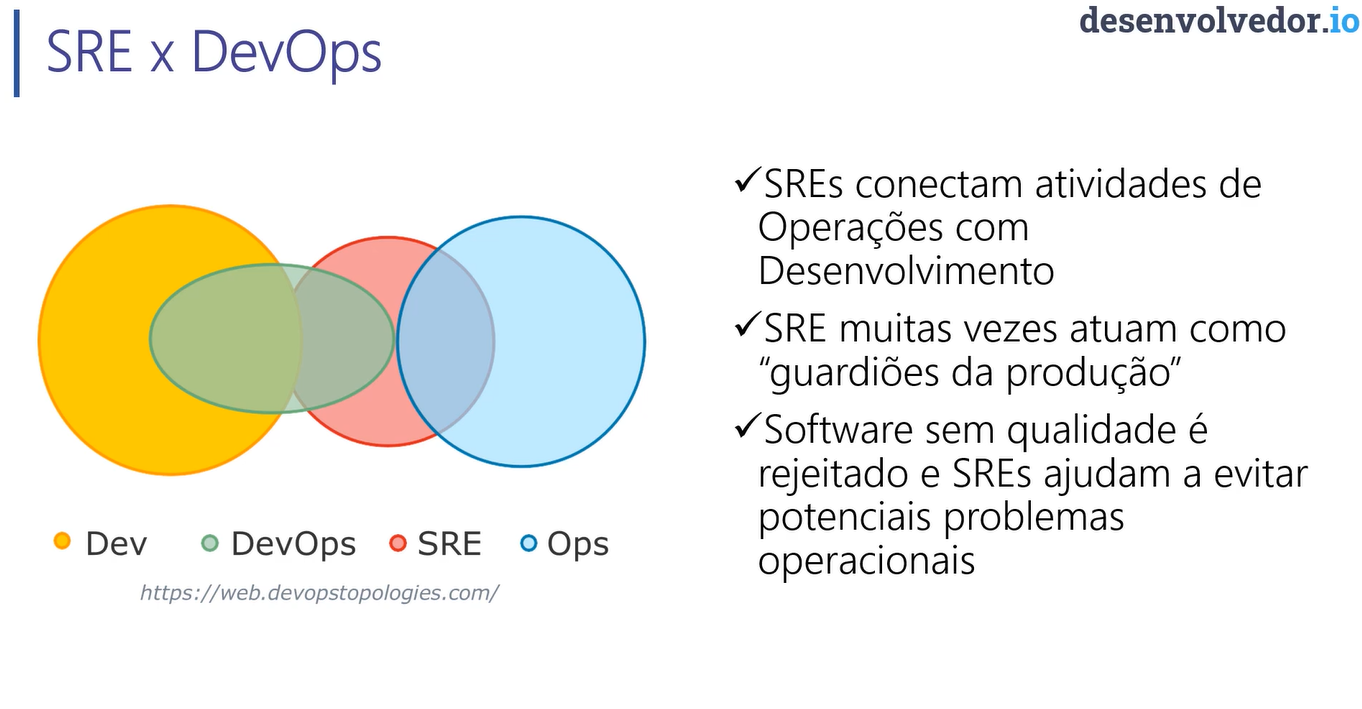 desenvolvedor.io
SRE x DevOps
✓SREs conectam atividades de
Operações com
Desenvolvimento
✓SRE muitas vezes atuam como
“guardiões da produção”
✓Software sem qualidade é
rejeitado e SREs ajudam a evitar
potenciais problemas
operacionais
Dev DevOps SRE Ops
https://web.devopstopologies.com/